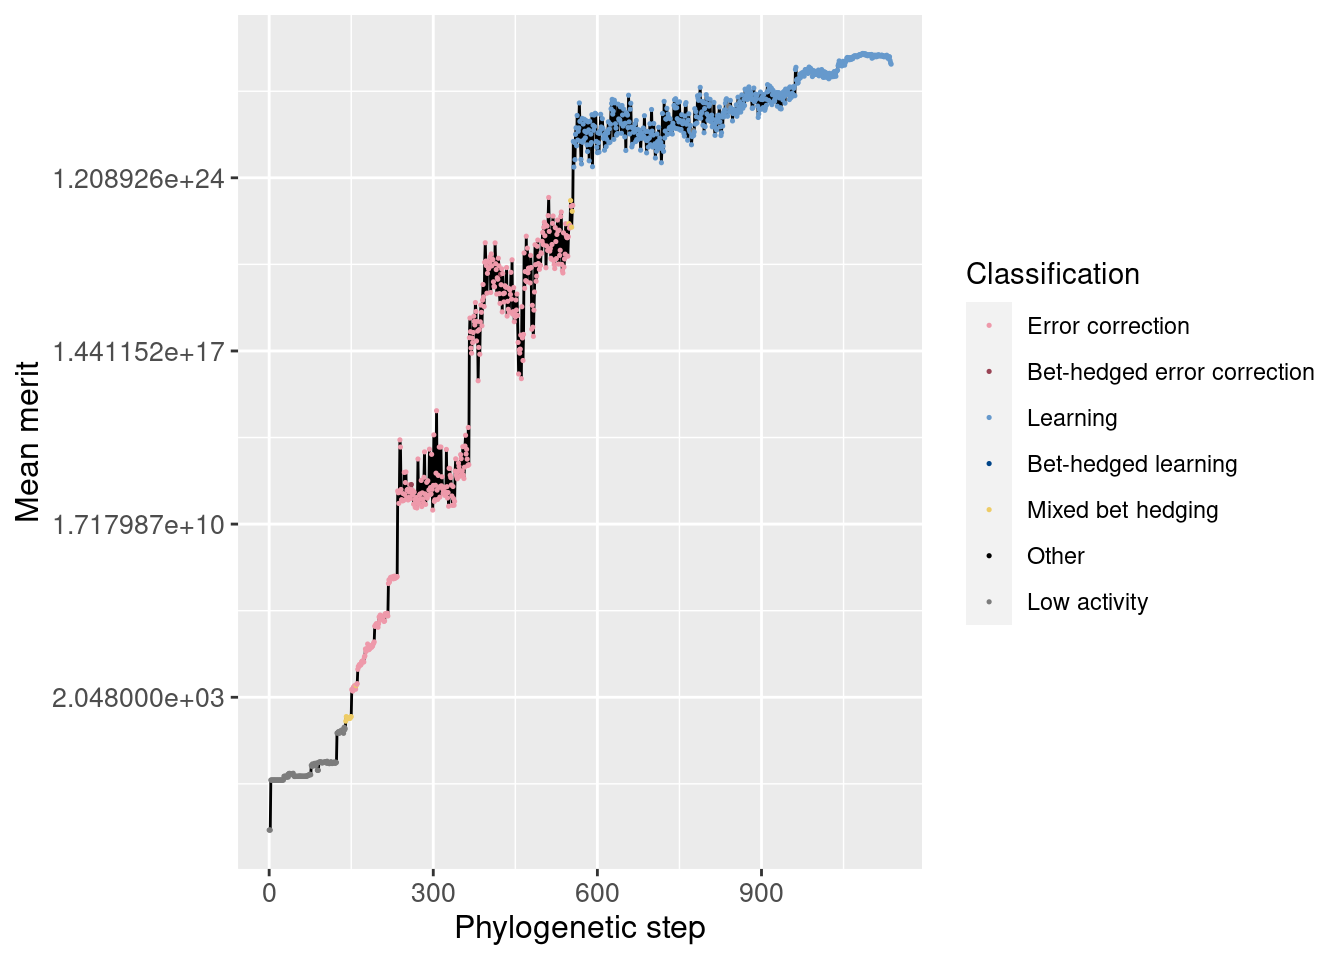 Mean merit
1.208926e+24
1.441152e+17
1.717987e+10
2.048000e+03
0
300
600
900
Phylogenetic step
Classification
Error correction
Bet-hedged error correction
Learning
Bet-hedged learning
Mixed bet hedging
Other
Low activity